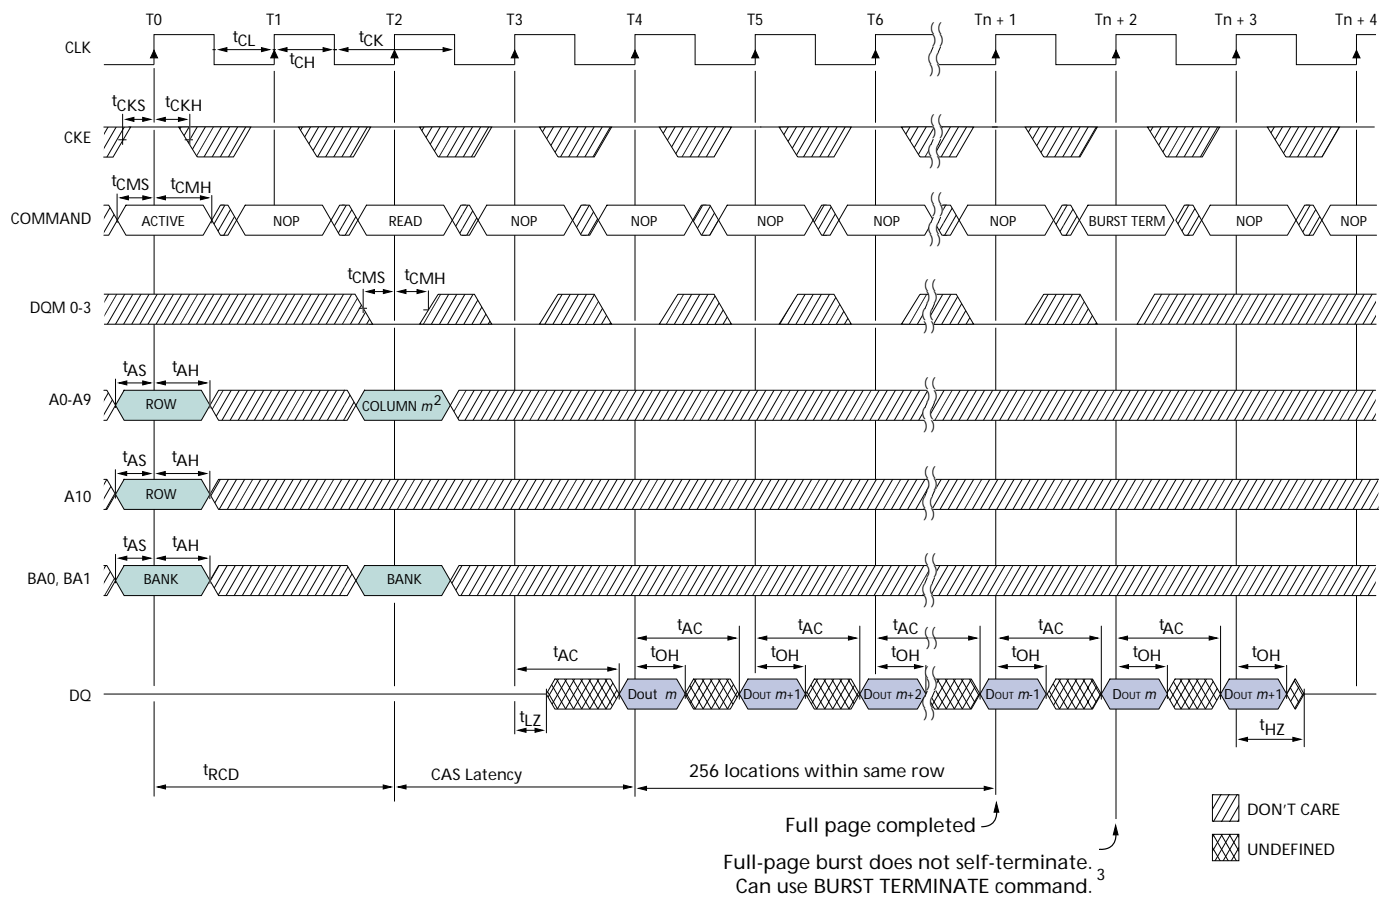 T0 T1 T2 T3 T4 T5 T6 Tn + 1 Tn + 2 Tn + 3 Tn + 4
CLK tCL tCH tCK
tCKS tCKH
CKE
tCMS tCMH
COMMAND ACTIVE NOP READ NOP NOP NOP NOP NOP BURST TERM NOP NOP
tCMS tCMH
DQM 0-3
tAS tAH
A0-A9 ROW COLUMN m2
tAS tAH
A10 ROW
tAS tAH
BA0, BA1 BANK BANK
tAC tAC tAC tAC tAC
tAC tOH tOH tOH tOH tOH tOH
DQ Dout m DOUT m+1 DOUT m+2 DOUT m-1 DOUT m DOUT m+1
tLZ tHZ
tRCD CAS Latency 256 locations within same row
Full page completed
DON'T CARE
UNDEFINED
Full-page burst does not self-terminate. 3
Can use BURST TERMINATE command.